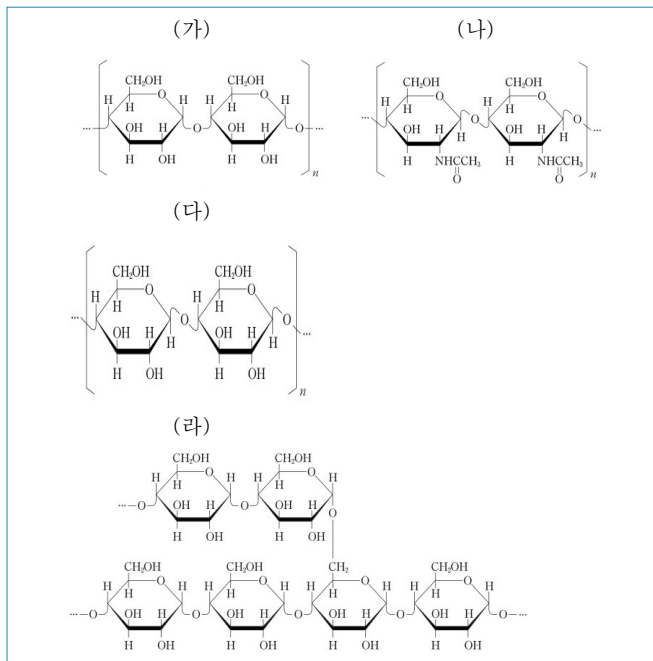 (가) (나)
CH₂OH CH₂OH CH₂OH CH₂OH
H H O H H H O H H H O H H O
... OH H O OH H O ... ... OH H H O OH H H O ...
H OH H OH n H NHCCH₃ H NHCCH₃ n
O O
(다)
CH₂OH CH₂OH
H H O H H O
... OH H H O OH H H O ...
H OH H OH n
(라)
CH₂OH CH₂OH
H H O H H H O H
...—O OH H O OH H O
H OH H OH
CH₂OH CH₂OH CH₂ CH₂OH
H H O H H H O H H H O H H H O H
...—O OH H O OH H O OH H O OH H O—...
H OH H OH H OH H OH